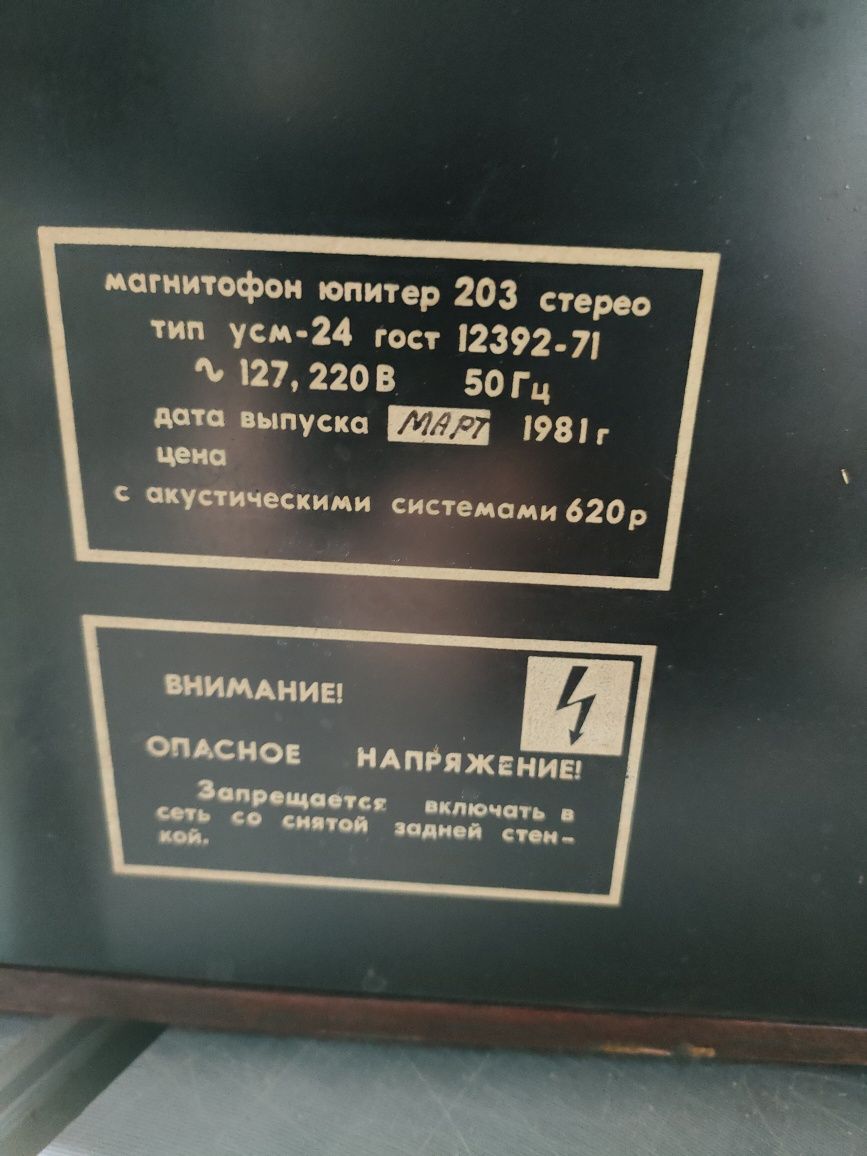 магнитофон юпитер 203 стерео
тип усм-24 гост 12392-71
~ 127, 220 В 50 Гц
дата выпуска МАРТ 1981 г
цена
с акустическими системами 620 р
ВНИМАНИЕ!
ОПАСНОЕ НАПРЯЖЕНИЕ!
Запрещается включать в
сеть со снятой задней стен-
кой.